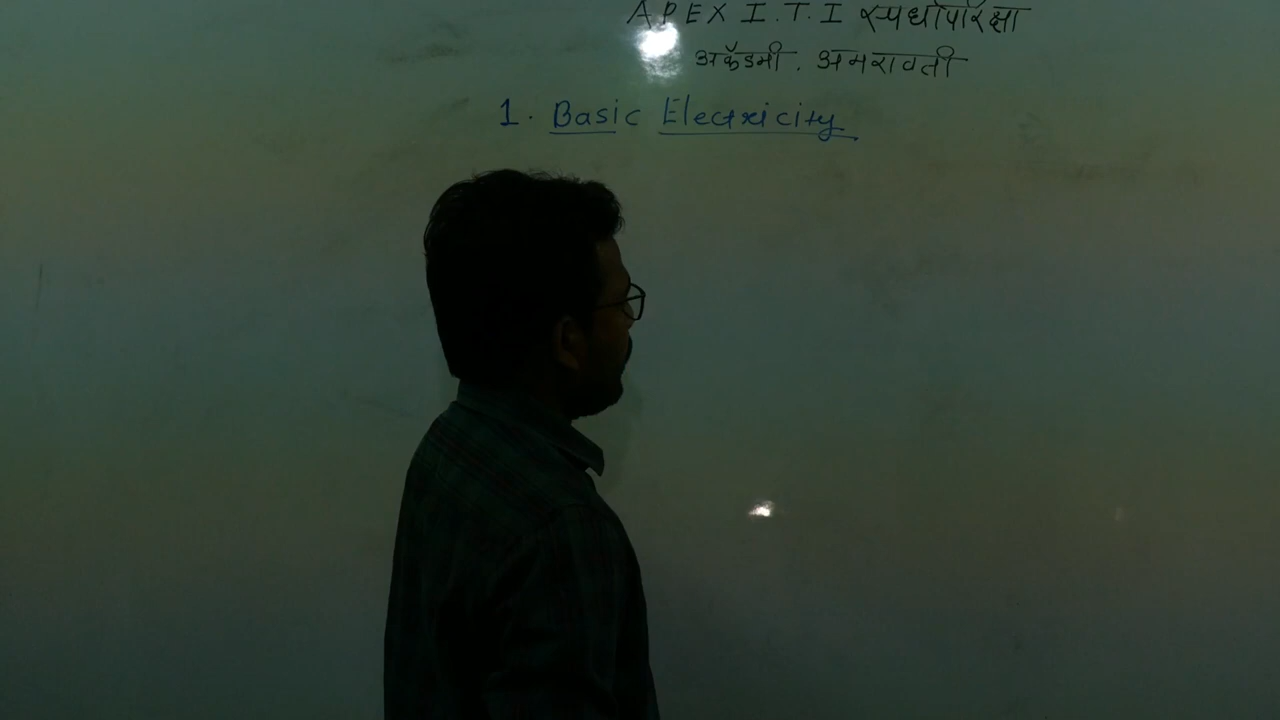 APEX I.T.I स्पर्धापरिक्षा
अकॅडमी. अमरावती
1. Basic Electricity